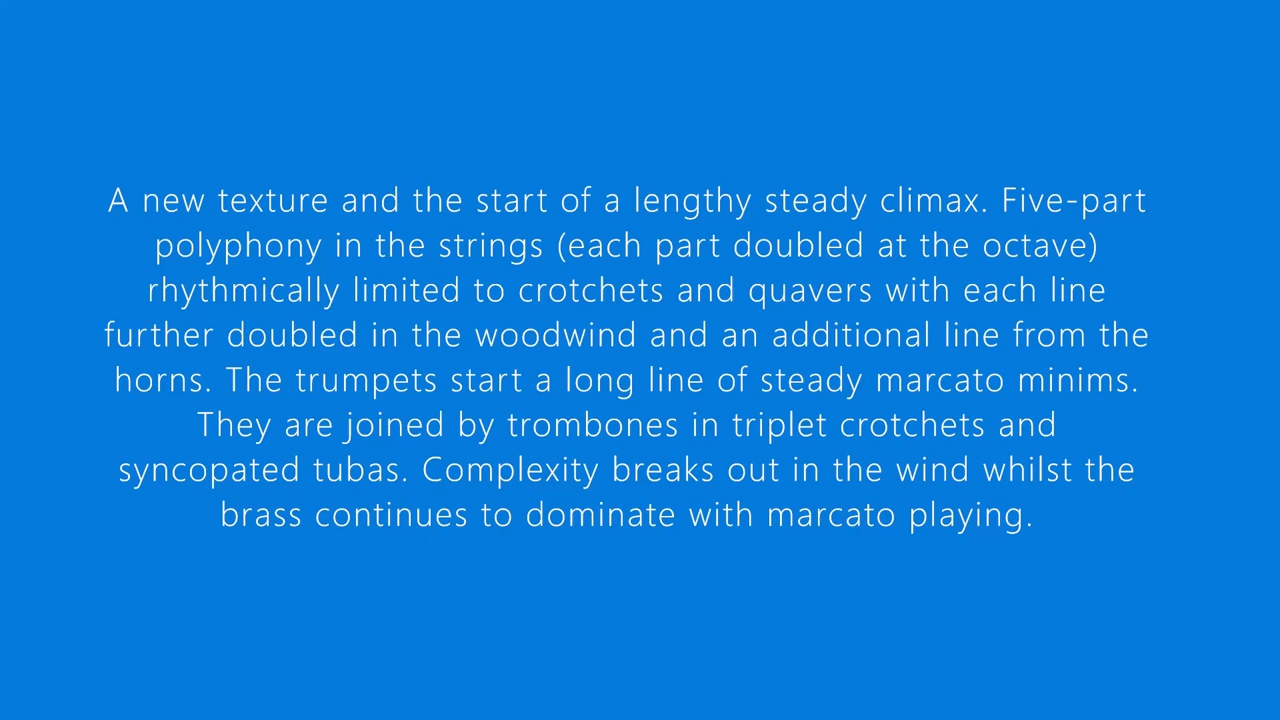 A new texture and the start of a lengthy steady climax. Five-part
polyphony in the strings (each part doubled at the octave)
rhythmically limited to crotchets and quavers with each line
further doubled in the woodwind and an additional line from the
horns. The trumpets start a long line of steady marcato minims.
They are joined by trombones in triplet crotchets and
syncopated tubas. Complexity breaks out in the wind whilst the
brass continues to dominate with marcato playing.